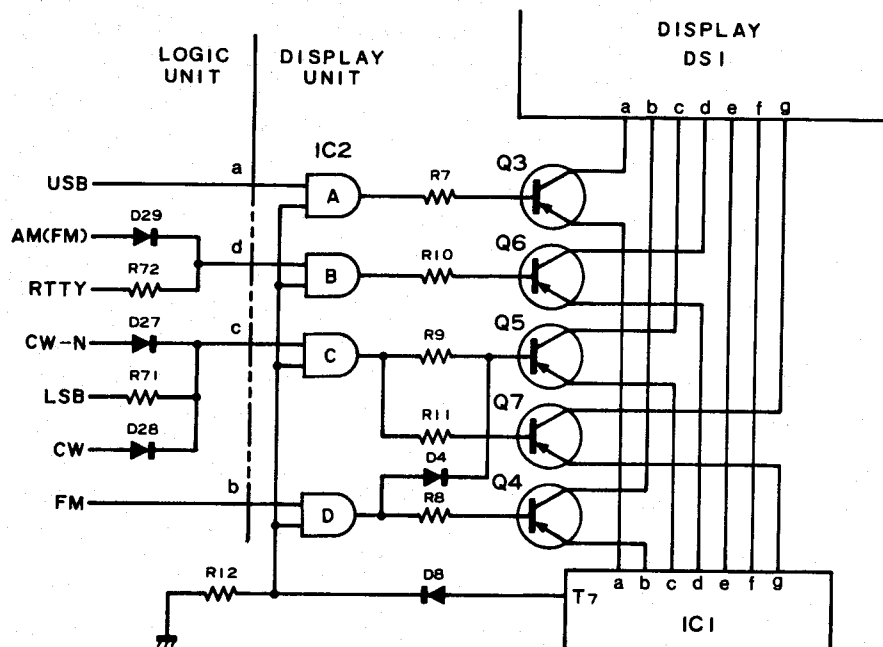 LOGIC UNIT
DISPLAY UNIT
DISPLAY DS1
a b c d e f g
IC2
USB
a
A
R7
Q3
AM(FM)
D29
d
B
R10
Q6
RTTY
R72
CW-N
D27
c
C
R9
Q5
LSB
R71
R11
Q7
CW
D28
D4
FM
b
D
R8
Q4
R12
D8
T7
a b c d e f g
IC1